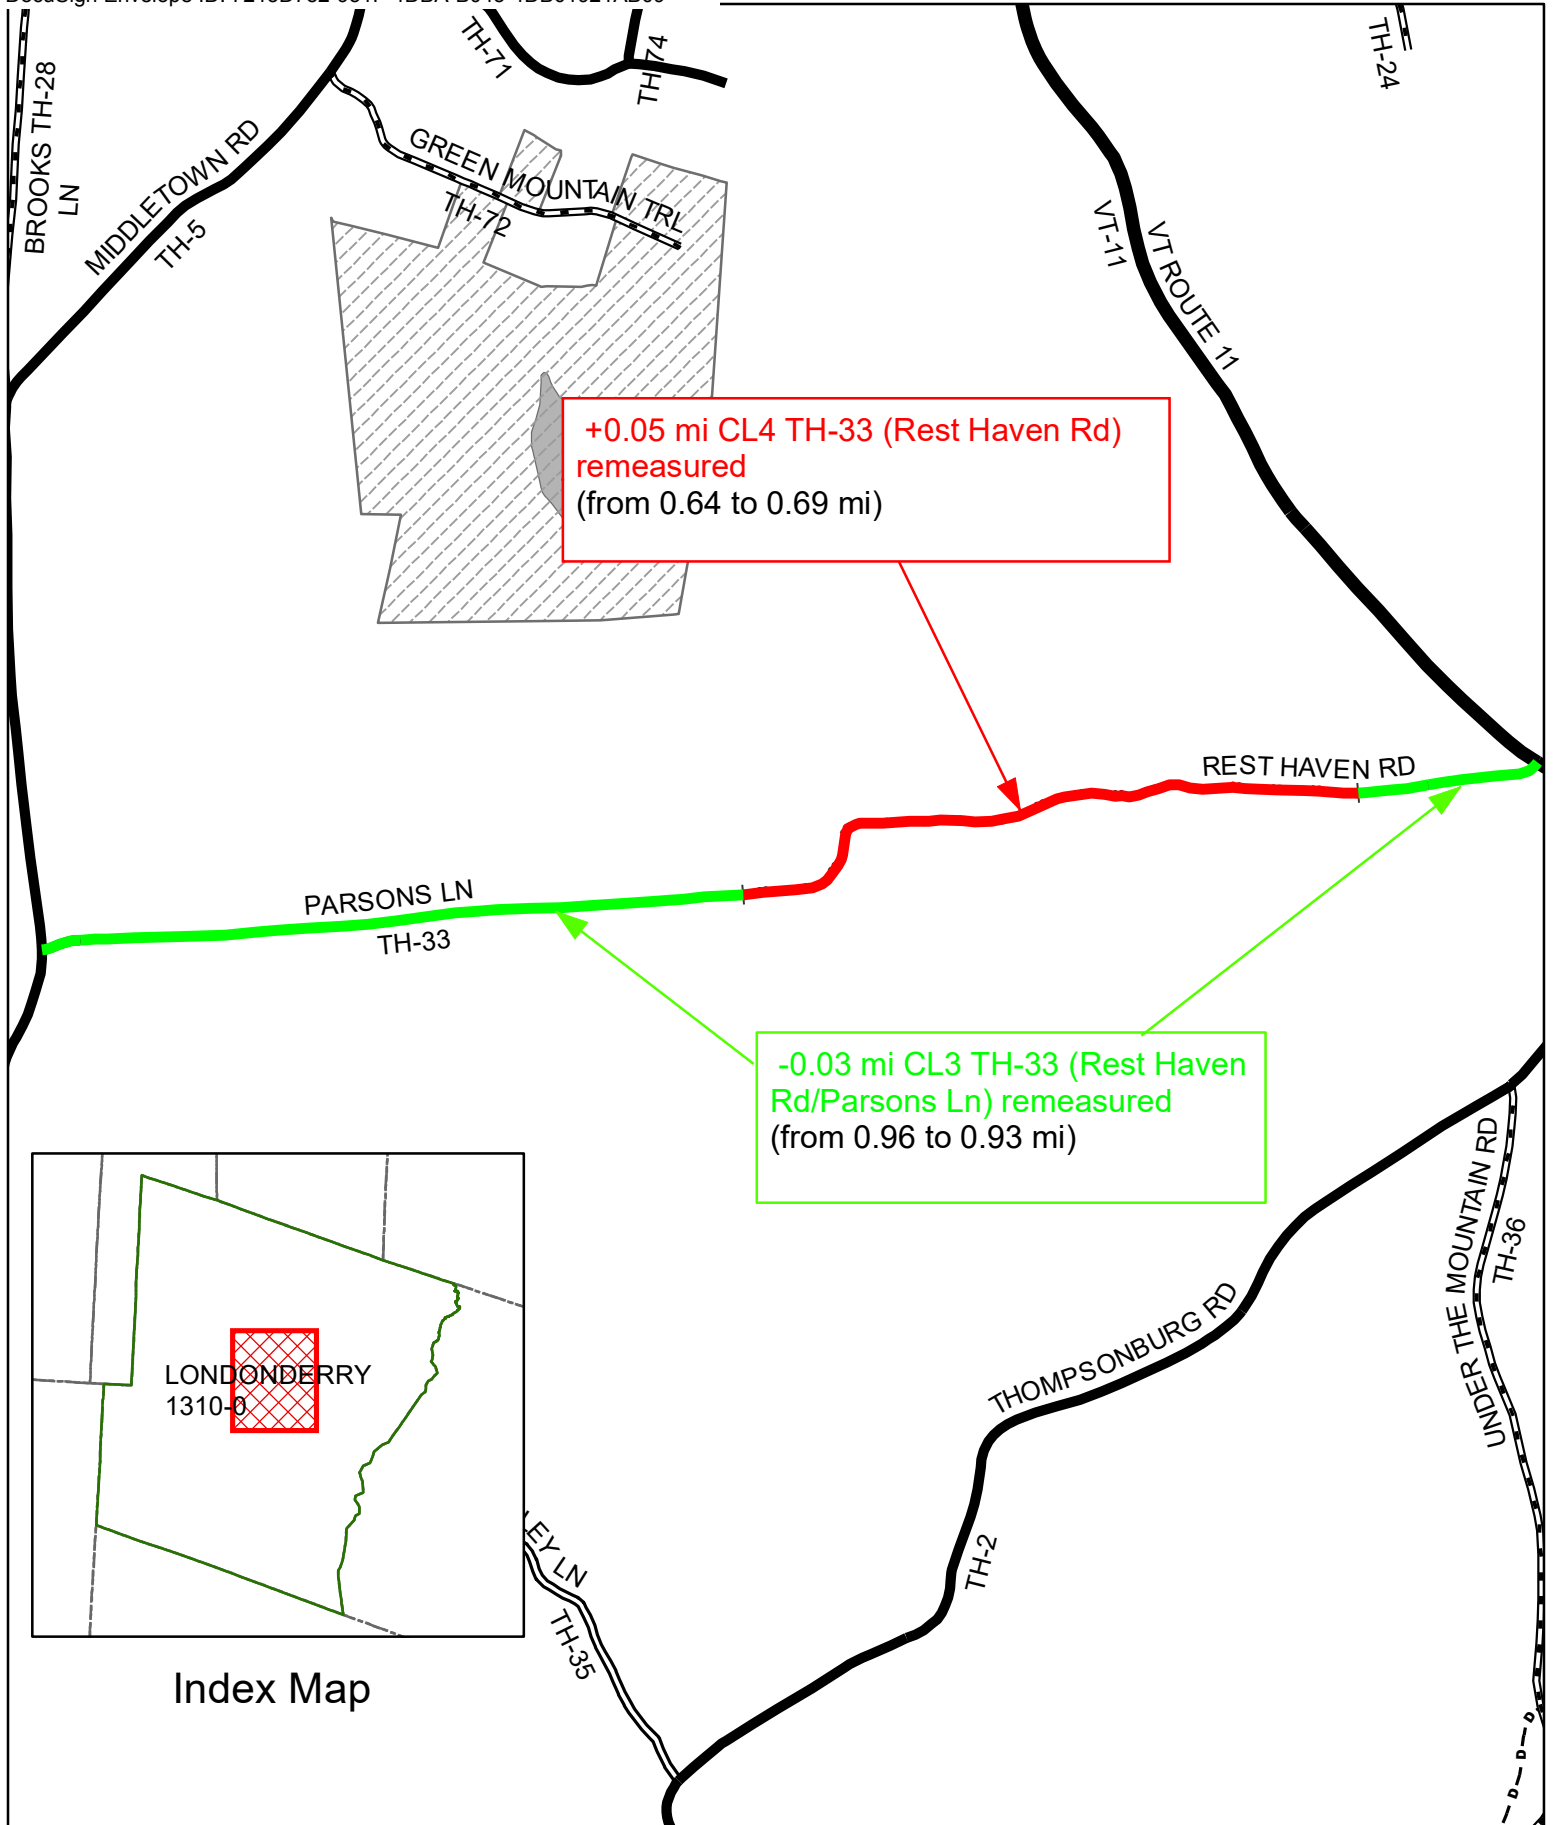 TH-71
TH-74
TH-24
BROOKS TH-28
LN
MIDDLETOWN RD
TH-5
GREEN MOUNTAIN TRL
TH-72
VT-11
VT ROUTE 11
+0.05 mi CL4 TH-33 (Rest Haven Rd)
remeasured
(from 0.64 to 0.69 mi)
REST HAVEN RD
PARSONS LN
TH-33
-0.03 mi CL3 TH-33 (Rest Haven
Rd/Parsons Ln) remeasured
(from 0.96 to 0.93 mi)
UNDER THE MOUNTAIN RD
TH-36
THOMPSONBURG RD
TH-2
LONDONDERRY
1310-0
LEY LN
TH-35
Index Map
D
D
D